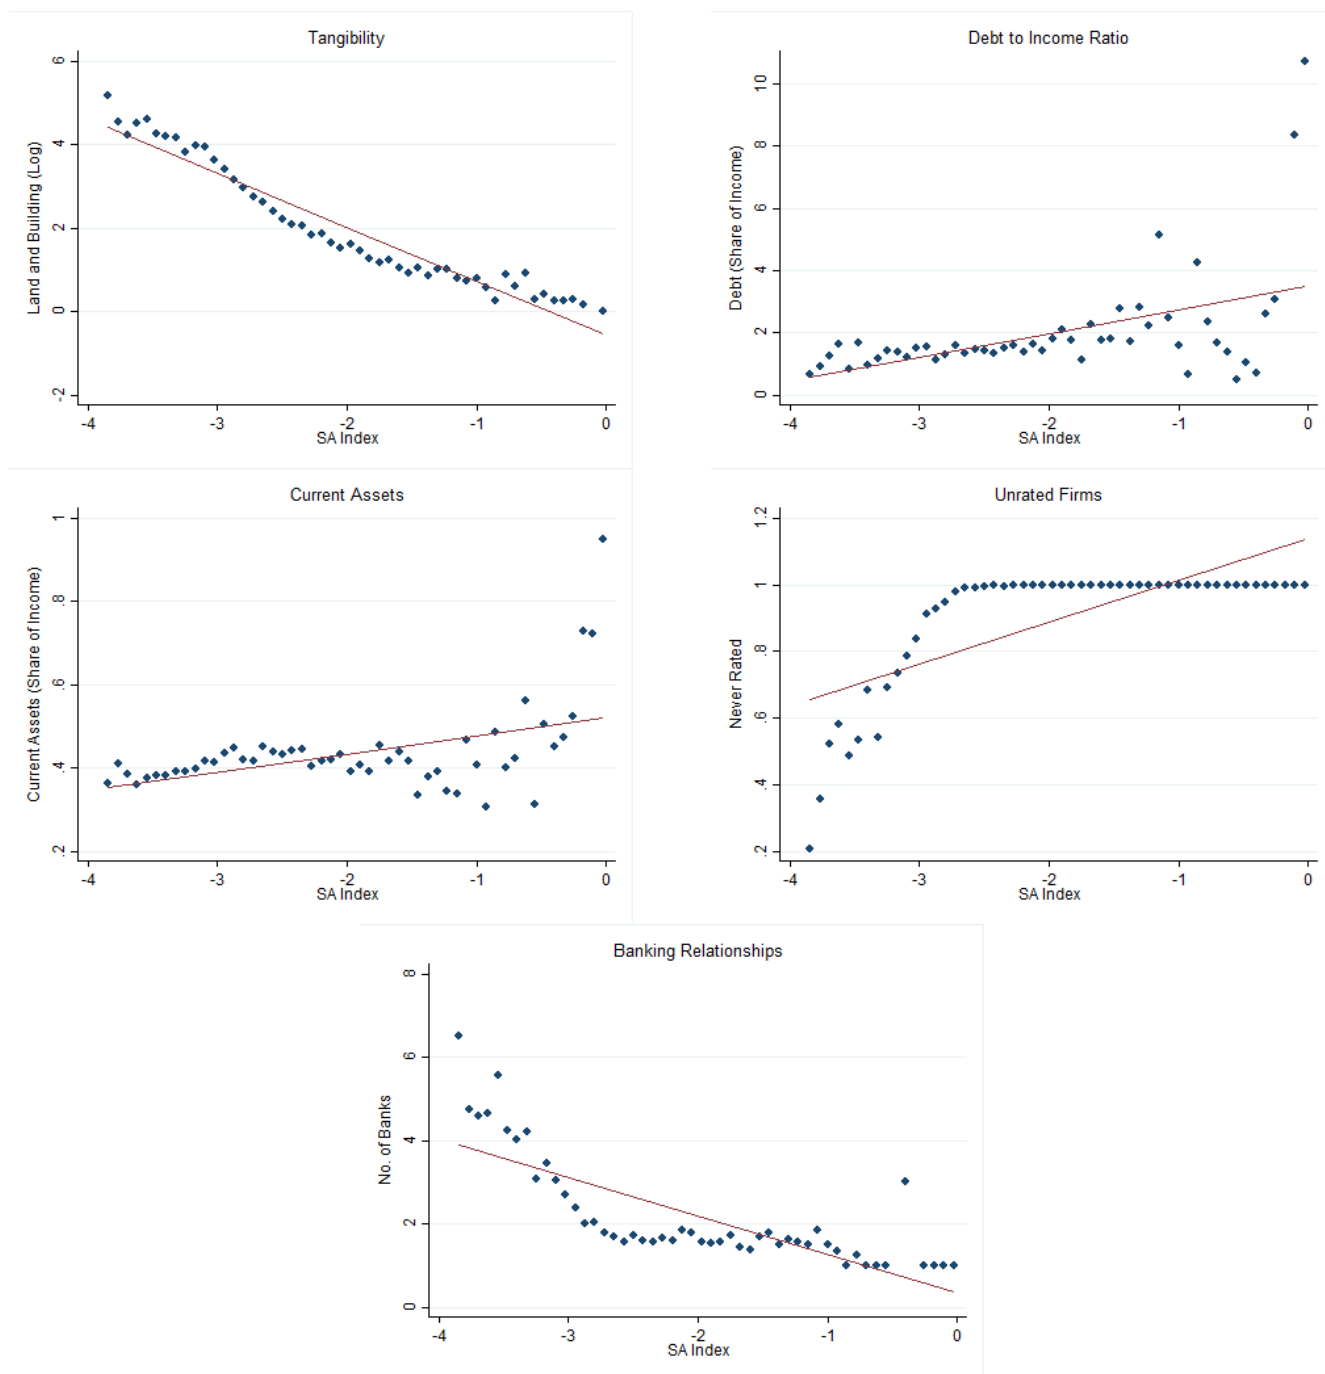 Tangibility
Land and Building (Log)
6
4
2
0
-2
-4 -3 -2 -1 0
SA Index
Debt to Income Ratio
Debt (Share of Income)
10
8
6
4
2
0
-4 -3 -2 -1 0
SA Index
Current Assets
Current Assets (Share of Income)
1
.8
.6
.4
.2
-4 -3 -2 -1 0
SA Index
Unrated Firms
Never Rated
1.2
1
.8
.6
.4
.2
-4 -3 -2 -1 0
SA Index
Banking Relationships
No. of Banks
8
6
4
2
0
-4 -3 -2 -1 0
SA Index